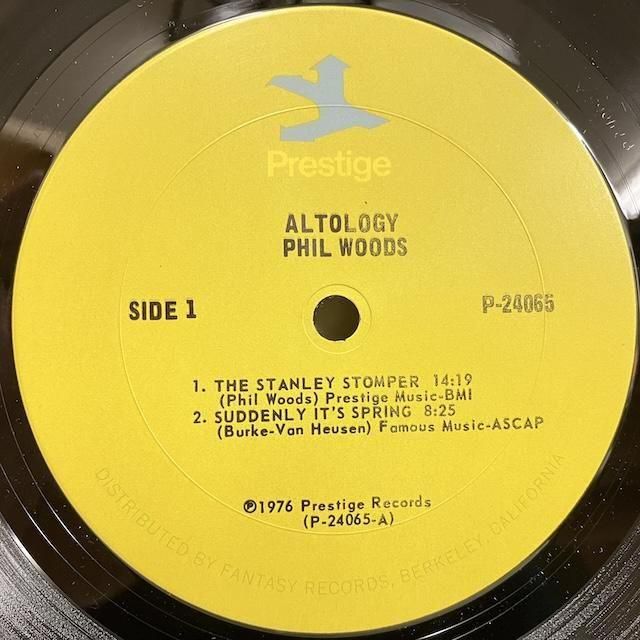 Prestige
ALTOLOGY
PHIL WOODS
SIDE 1
P-24065
1. THE STANLEY STOMPER 14:19
(Phil Woods) Prestige Music-BMI
2. SUDDENLY IT'S SPRING 8:25
(Burke-Van Heusen) Famous Music-ASCAP
℗1976 Prestige Records
(P-24065-A)
DISTRIBUTED BY FANTASY RECORDS, BERKELEY, CALIFORNIA